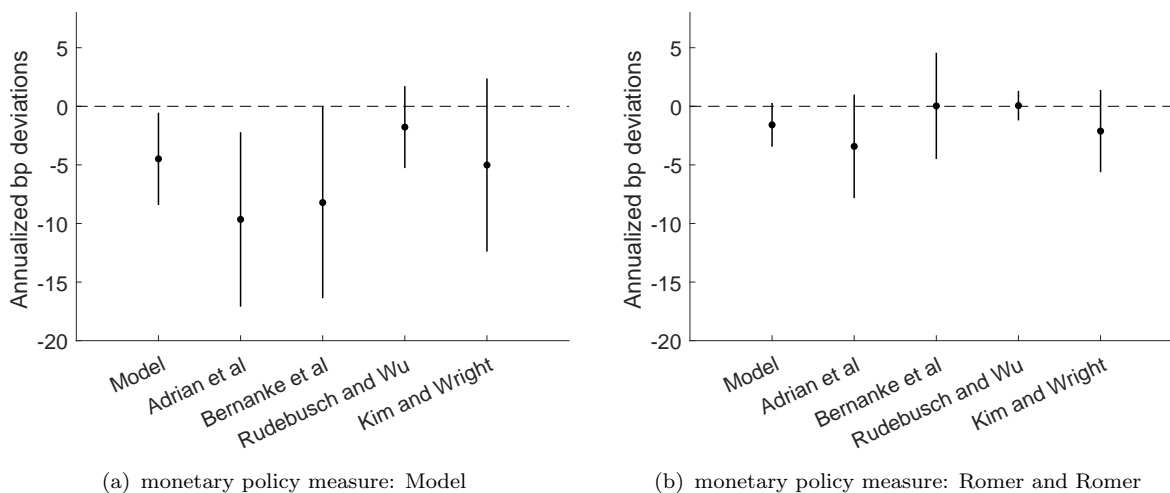 Annualized bp deviations
5
0
-5
-10
-15
-20
Model
Adrian et al
Bernanke et al
Rudebusch and Wu
Kim and Wright
(a) monetary policy measure: Model
Annualized bp deviations
5
0
-5
-10
-15
-20
Model
Adrian et al
Bernanke et al
Rudebusch and Wu
Kim and Wright
(b) monetary policy measure: Romer and Romer